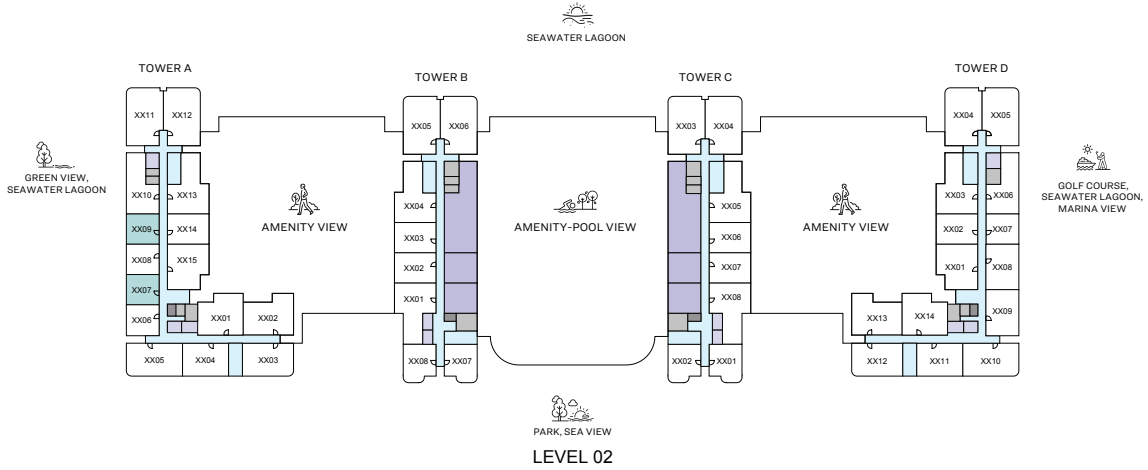 SEAWATER LAGOON
TOWER A
TOWER B
TOWER C
TOWER D
XX11
XX12
XX05
XX06
XX03
XX04
XX04
XX05
GREEN VIEW,
SEAWATER LAGOON
GOLF COURSE,
SEAWATER LAGOON,
MARINA VIEW
XX10
XX13
XX04
XX05
XX03
XX06
AMENITY VIEW
AMENITY-POOL VIEW
AMENITY VIEW
XX09
XX14
XX03
XX06
XX02
XX07
XX08
XX15
XX02
XX07
XX01
XX08
XX07
XX01
XX08
XX06
XX01
XX02
XX13
XX14
XX09
XX05
XX04
XX03
XX08
XX07
XX02
XX01
XX12
XX11
XX10
PARK, SEA VIEW
LEVEL 02